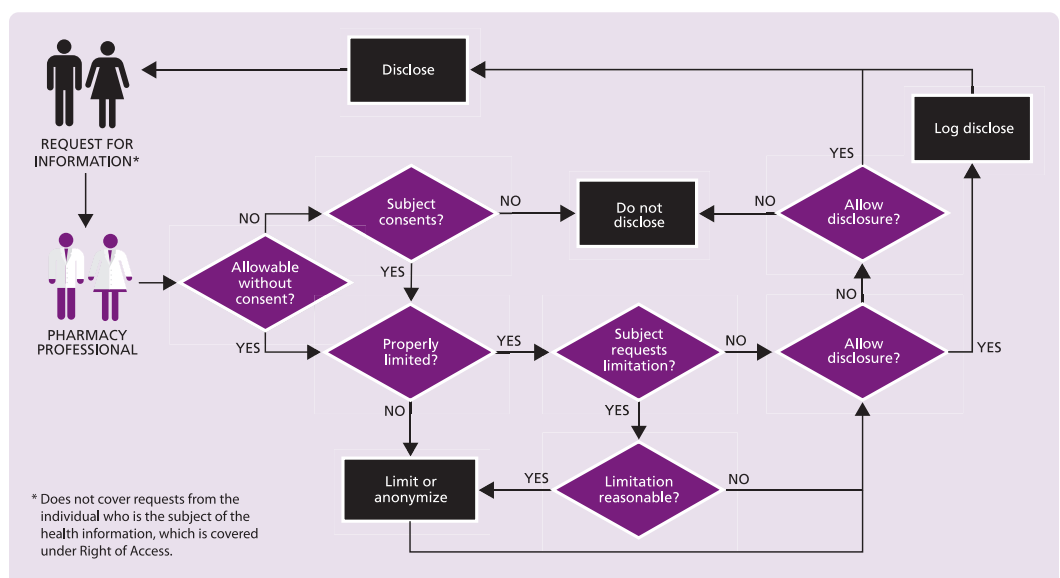 Disclose
REQUEST FOR
INFORMATION*
Log disclose
YES
Subject
consents?
NO
Do not
disclose
NO
Allow
disclosure?
NO
Allowable
without
consent?
YES
NO
PHARMACY
PROFESSIONAL
YES
Properly
limited?
YES
Subject
requests
limitation?
NO
Allow
disclosure?
YES
NO
YES
Limit or
anonymize
YES
Limitation
reasonable?
NO
* Does not cover requests from the
individual who is the subject of the
health information, which is covered
under Right of Access.